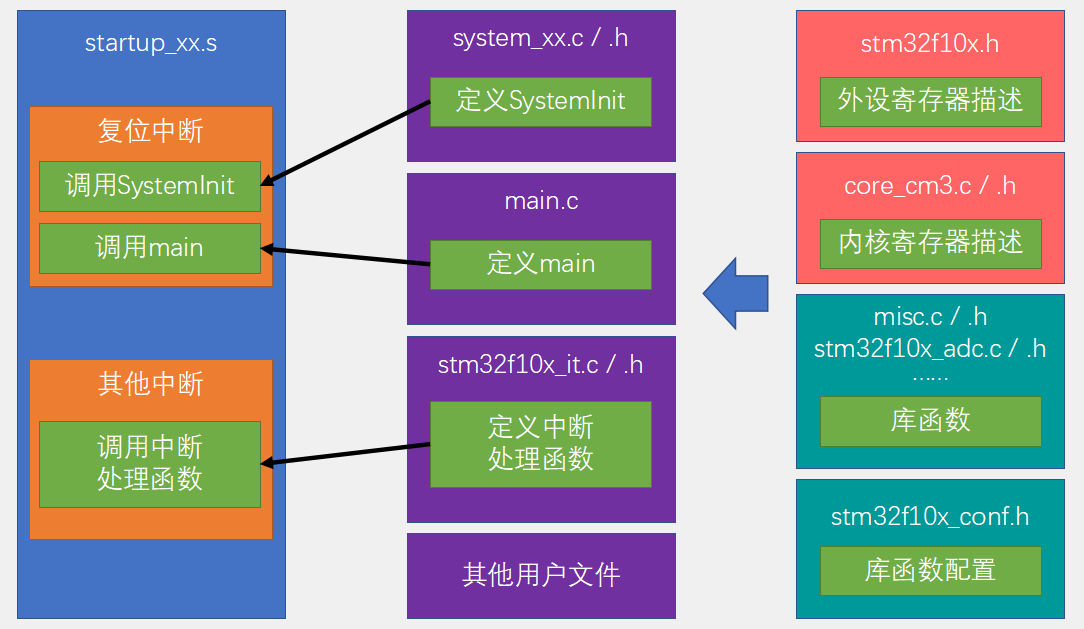 startup_xx.s
复位中断
调用SystemInit
调用main
其他中断
调用中断
处理函数
system_xx.c / .h
定义SystemInit
main.c
定义main
stm32f10x_it.c / .h
定义中断
处理函数
其他用户文件
stm32f10x.h
外设寄存器描述
core_cm3.c / .h
内核寄存器描述
misc.c / .h
stm32f10x_adc.c / .h
……
库函数
stm32f10x_conf.h
库函数配置